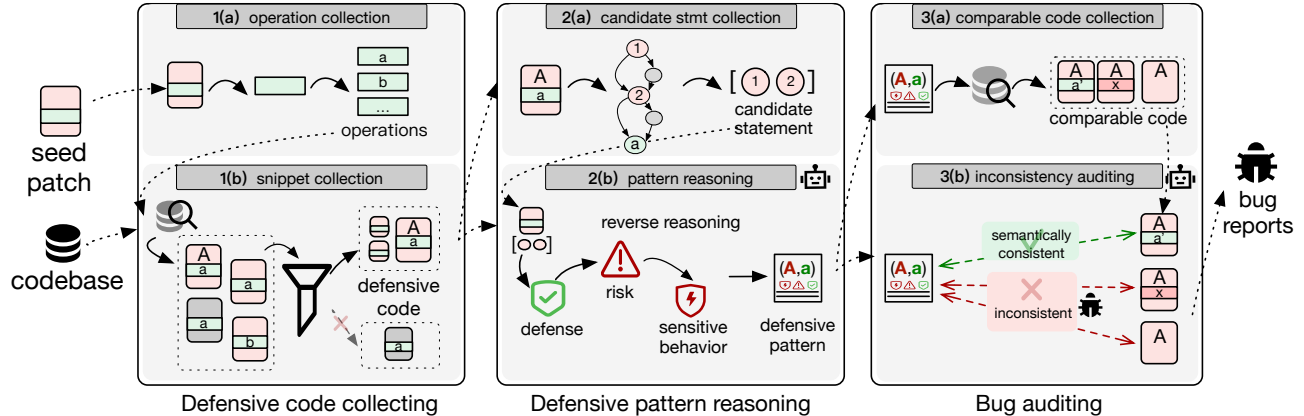 seed
patch
codebase
1(a) operation collection
a
b
...
operations
1(b) snippet collection
A
a
a
a
b
A
a
defensive
code
a
Defensive code collecting
2(a) candidate stmt collection
A
a
1
2
a
[ 1 2 ]
candidate
statement
2(b) pattern reasoning
[ ]
reverse reasoning
defense
risk
sensitive
behavior
(A,a)
defensive
pattern
Defensive pattern reasoning
3(a) comparable code collection
(A,a)
A
a'
A
x
A
comparable code
3(b) inconsistency auditing
(A,a)
semantically
consistent
inconsistent
A
a'
A
x
A
Bug auditing
bug
reports